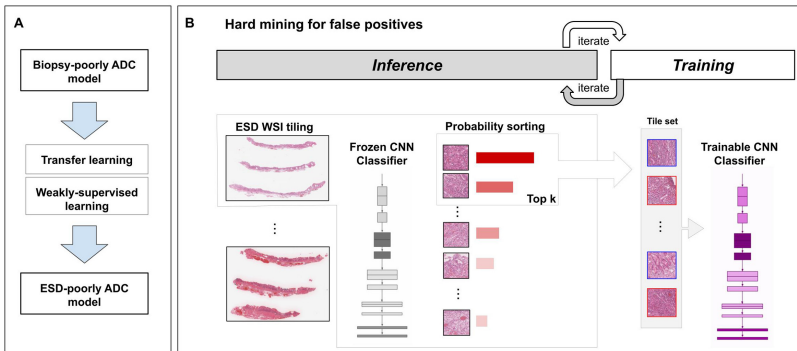 A
Biopsy-poorly ADC
model
Transfer learning
Weakly-supervised
learning
ESD-poorly ADC
model
B
Hard mining for false positives
iterate
Inference
Training
iterate
ESD WSI tiling
Frozen CNN
Classifier
Probability sorting
Top k
Tile set
Trainable CNN
Classifier